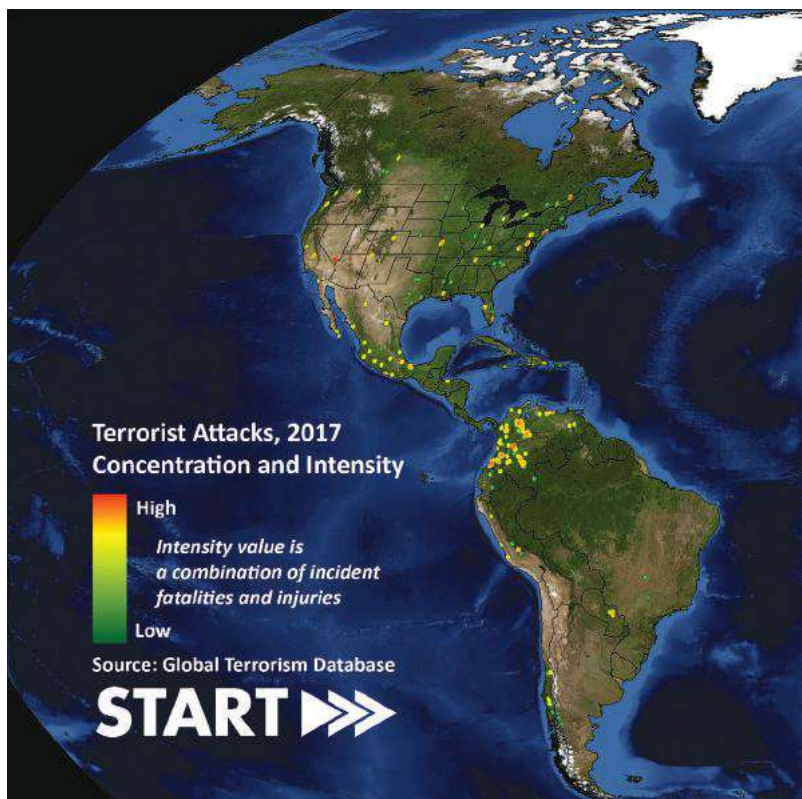 Terrorist Attacks, 2017
Concentration and Intensity
High
Intensity value is
a combination of incident
fatalities and injuries
Low
Source: Global Terrorism Database
START